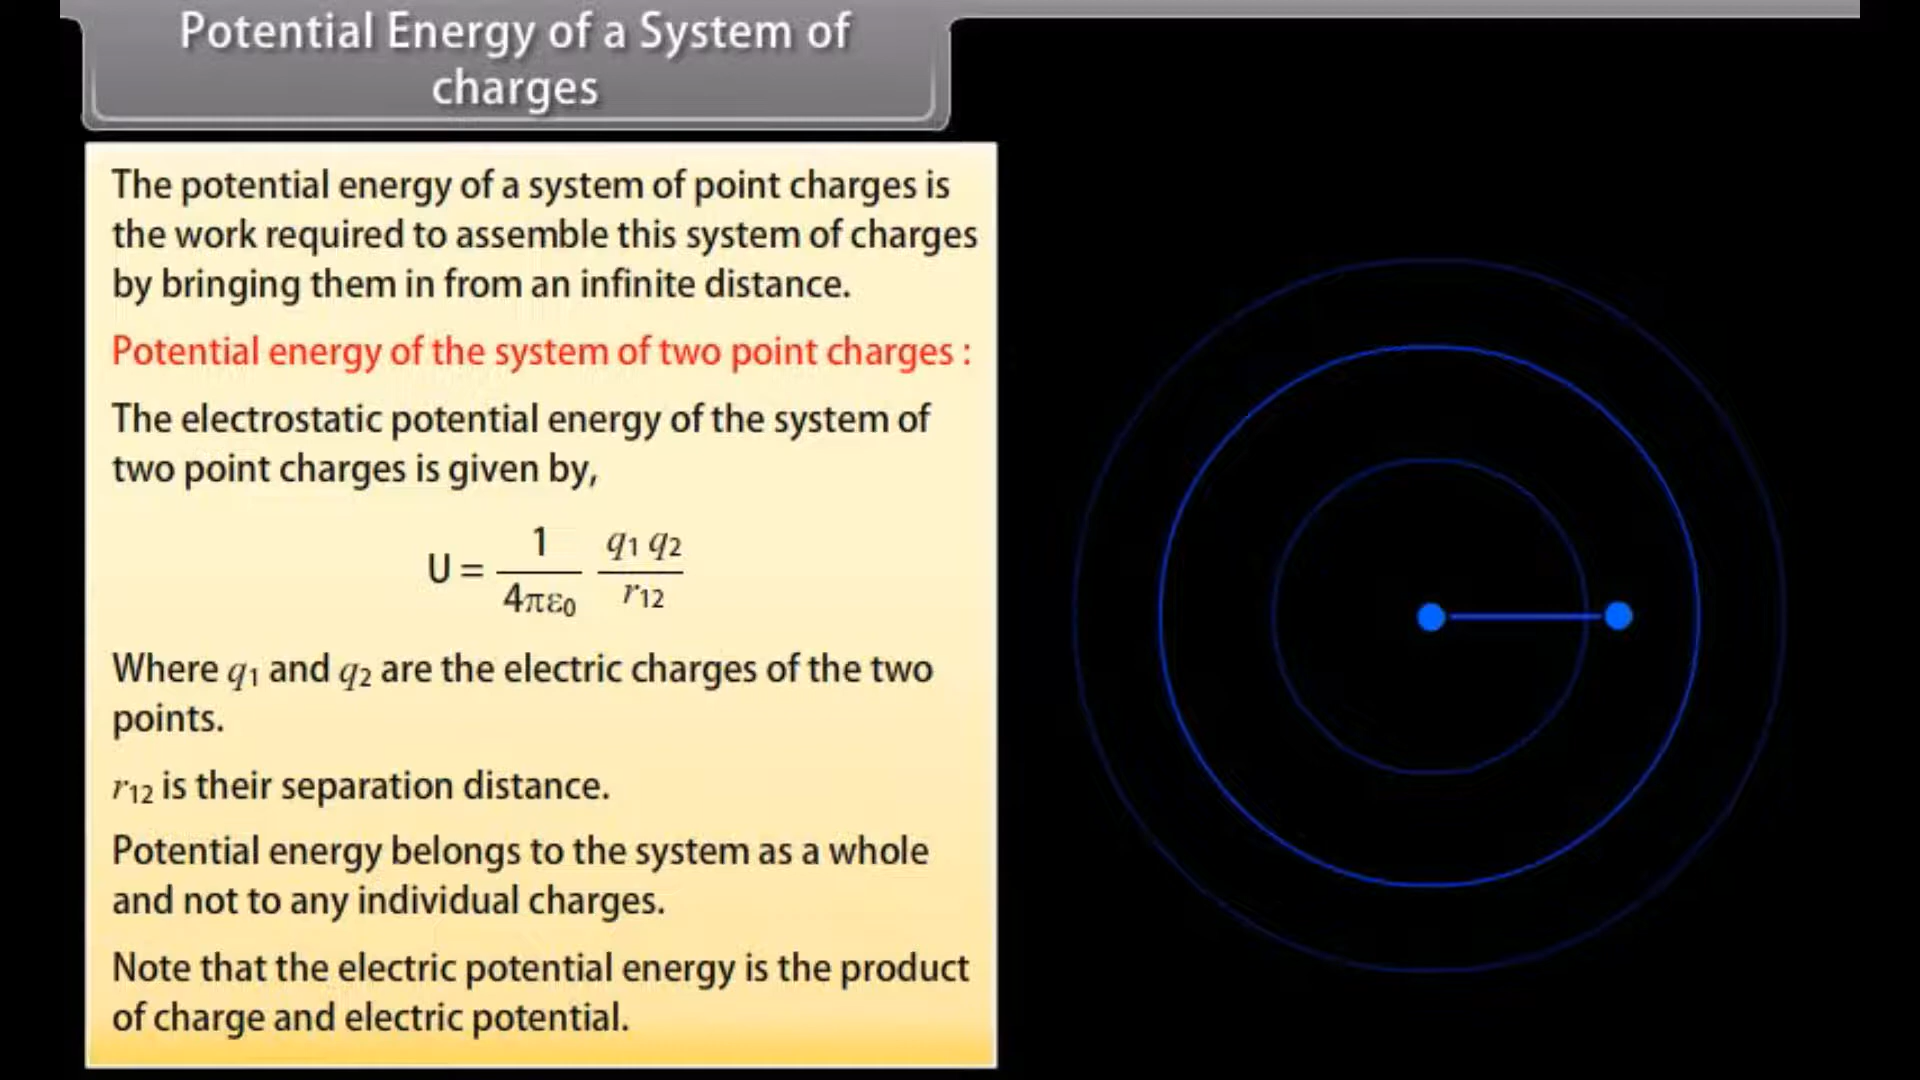 Potential Energy of a System of
charges
The potential energy of a system of point charges is
the work required to assemble this system of charges
by bringing them in from an infinite distance.
Potential energy of the system of two point charges :
The electrostatic potential energy of the system of
two point charges is given by,
U = 1/4πε₀ q₁ q₂/r₁₂
Where q₁ and q₂ are the electric charges of the two
points.
r₁₂ is their separation distance.
Potential energy belongs to the system as a whole
and not to any individual charges.
Note that the electric potential energy is the product
of charge and electric potential.